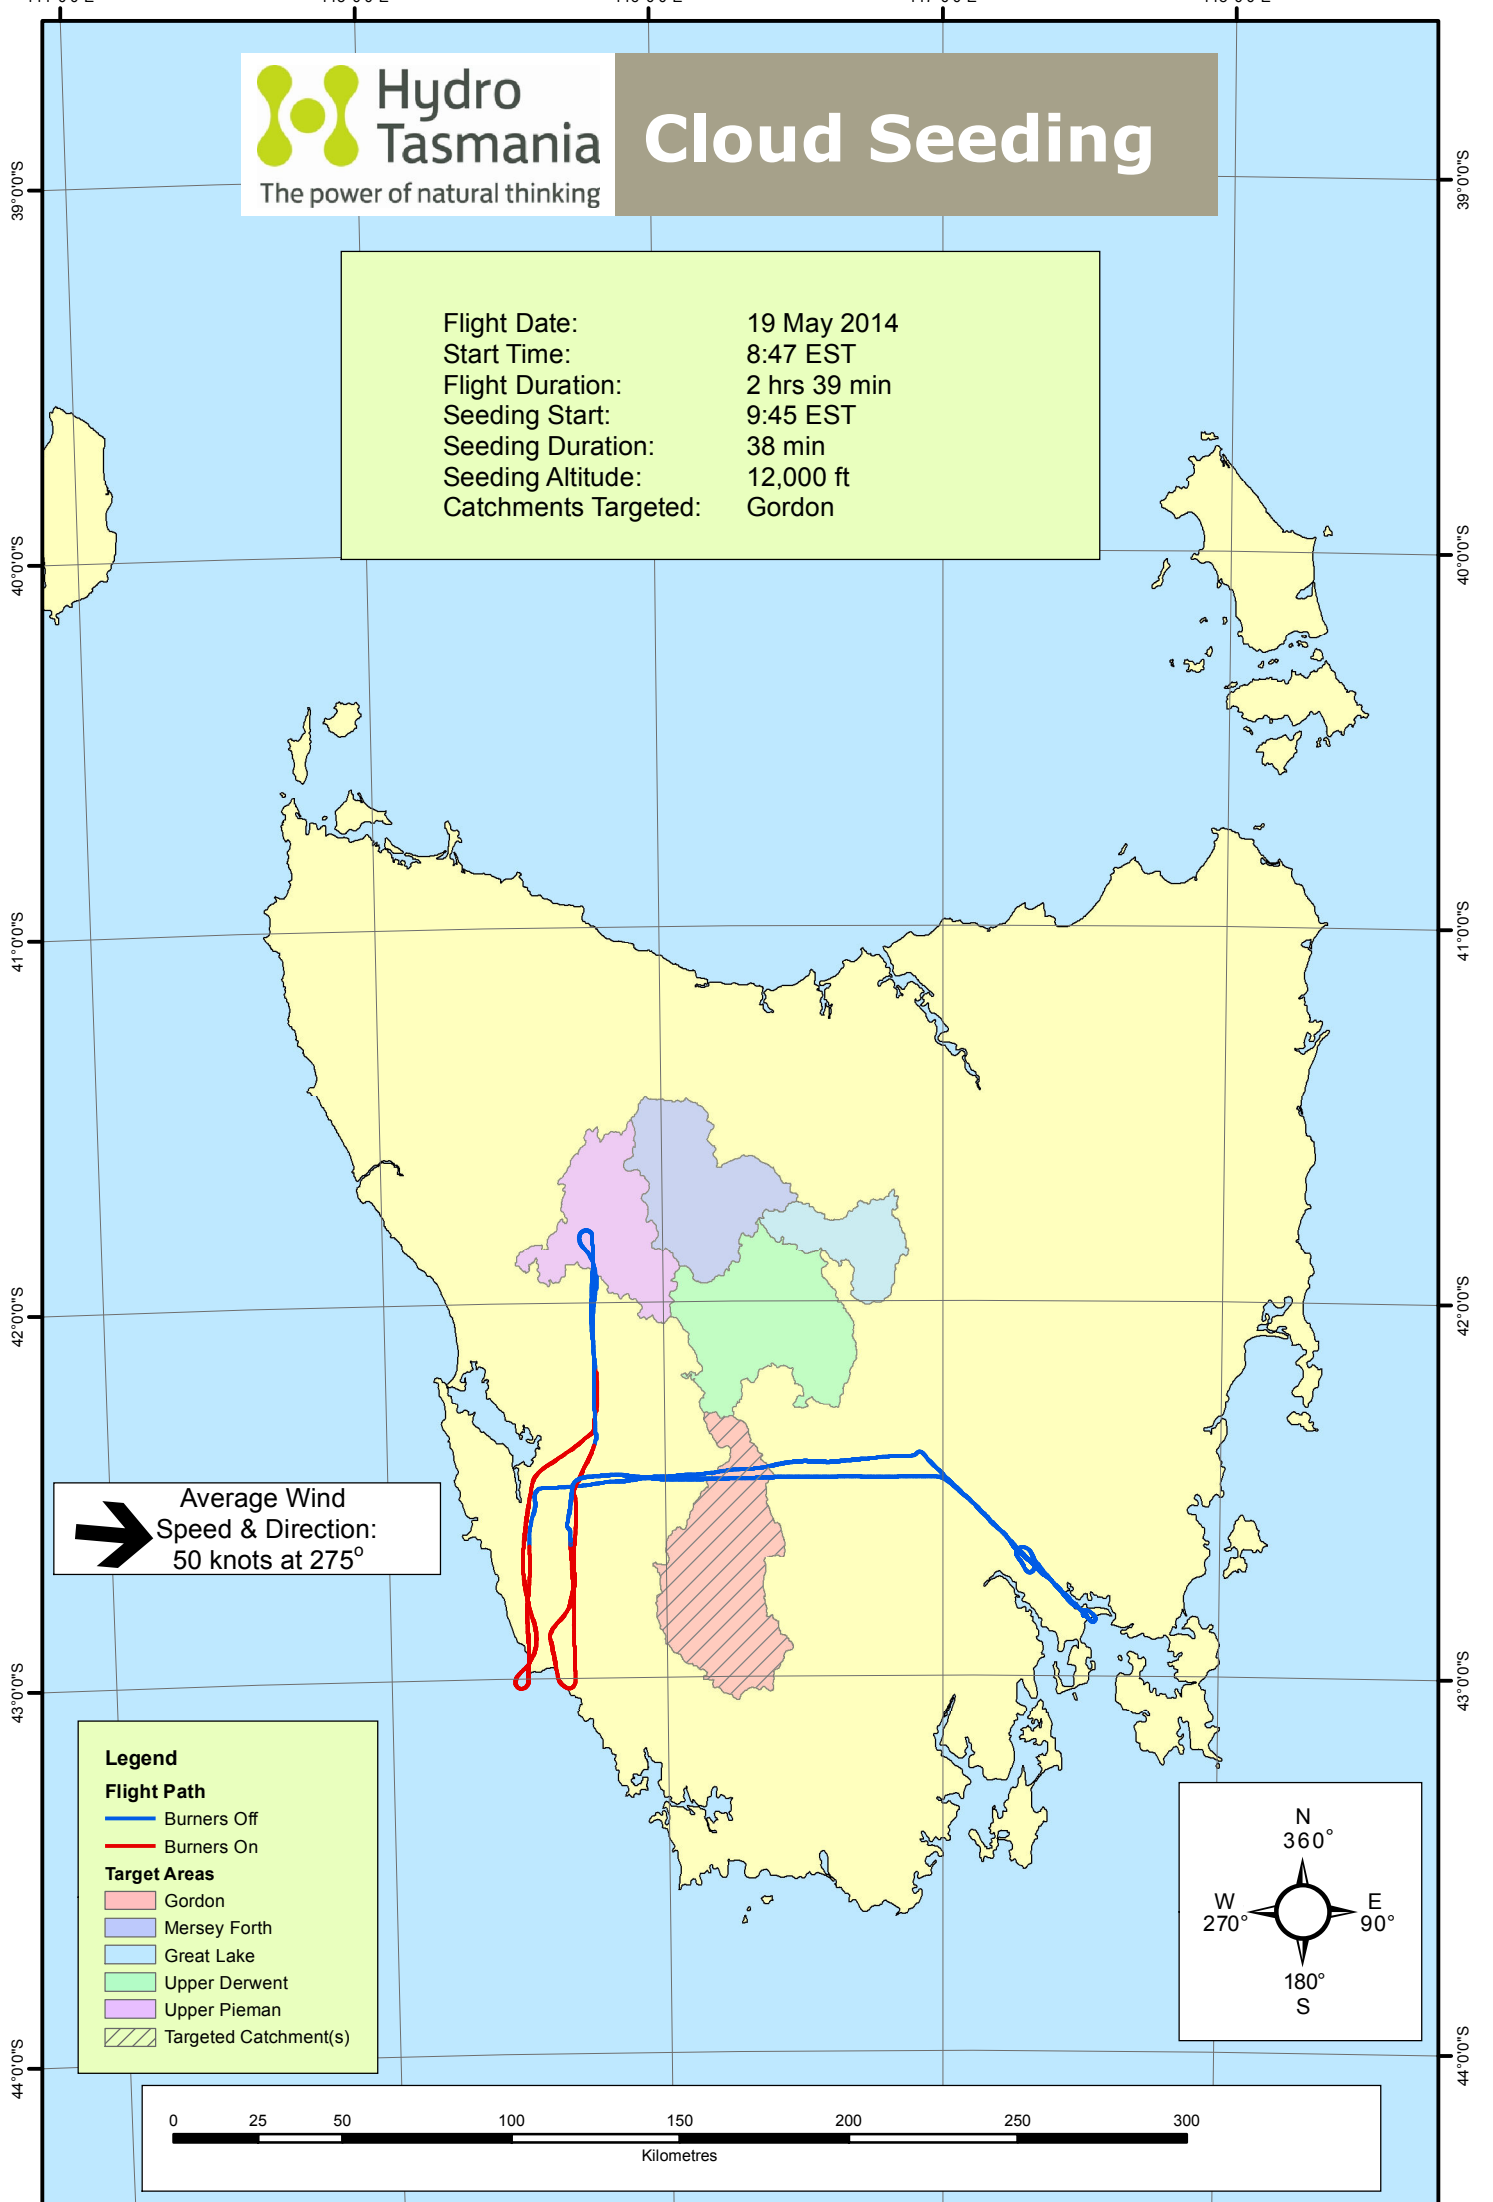 Hydro
Tasmania
The power of natural thinking
Cloud Seeding
39°0'0"S
39°0'0"S
Flight Date: 19 May 2014
Start Time: 8:47 EST
Flight Duration: 2 hrs 39 min
Seeding Start: 9:45 EST
Seeding Duration: 38 min
Seeding Altitude: 12,000 ft
Catchments Targeted: Gordon
40°0'0"S
40°0'0"S
41°0'0"S
41°0'0"S
42°0'0"S
42°0'0"S
Average Wind
Speed & Direction:
50 knots at 275°
43°0'0"S
43°0'0"S
Legend
Flight Path
Burners Off
Burners On
Target Areas
Gordon
Mersey Forth
Great Lake
Upper Derwent
Upper Pieman
Targeted Catchment(s)
N
360°
W
270°
E
90°
180°
S
44°0'0"S
44°0'0"S
0 25 50 100 150 200 250 300
Kilometres